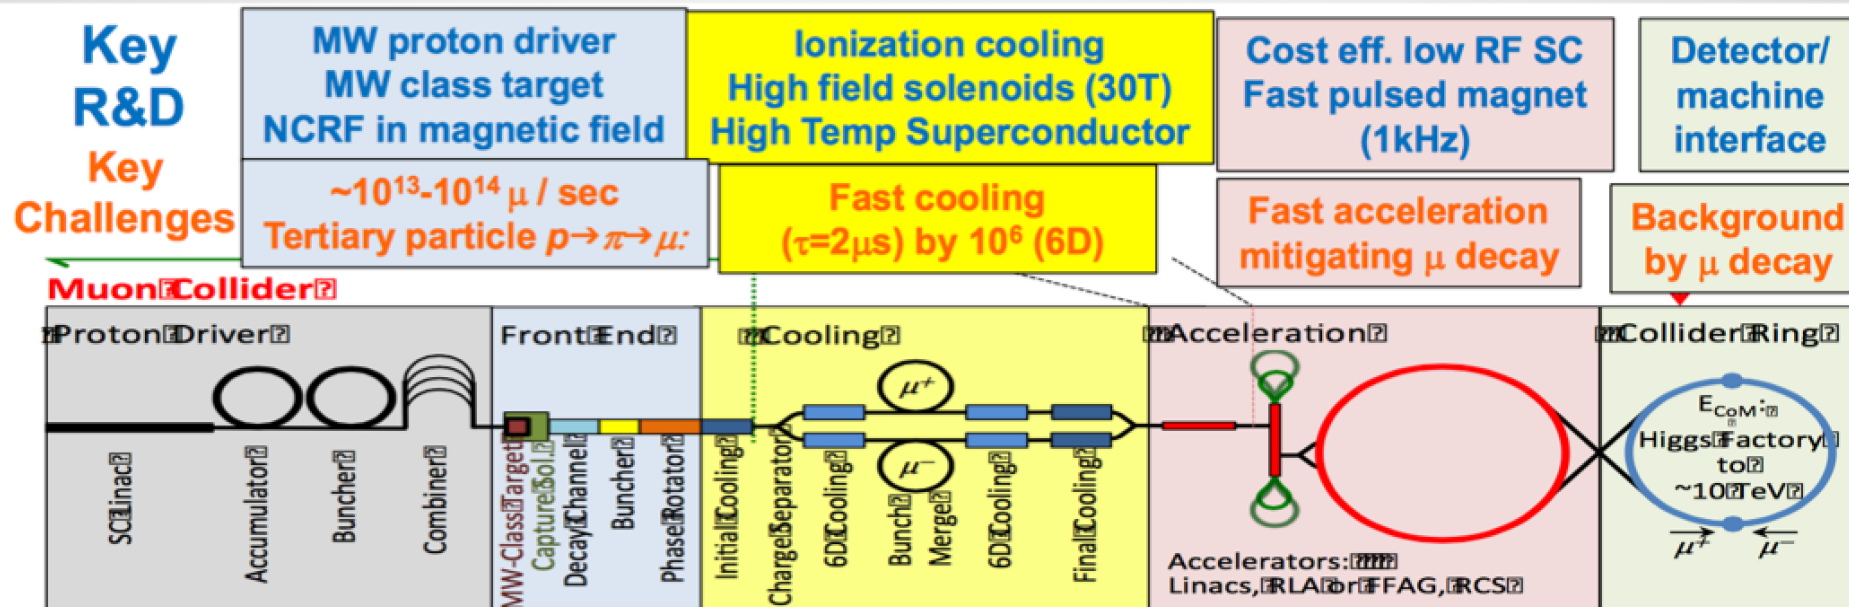 Key
R&D
MW proton driver
MW class target
NCRF in magnetic field
Ionization cooling
High field solenoids (30T)
High Temp Superconductor
Cost eff. low RF SC
Fast pulsed magnet
(1kHz)
Detector/
machine
interface
Key
Challenges
~10¹³-10¹⁴ μ / sec
Tertiary particle p→π→μ:
Fast cooling
(τ=2μs) by 10⁶ (6D)
Fast acceleration
mitigating μ decay
Background
by μ decay
Muon Collider
Proton Driver
Front End
Cooling
Acceleration
Collider Ring
SC Linac
Accumulator
Buncher
Combiner
MW-Class Target
Capture Sol.
Decay Channel
Buncher
Phase Rotator
Initial Cooling
Charge Separator
6D Cooling
μ⁺
μ⁻
Bunch
Merge
6D Cooling
Final Cooling
Accelerators:
Linacs, RLA or FFAG, RCS
E_CoM:
Higgs Factory
to
~10 TeV
μ⁺ μ⁻